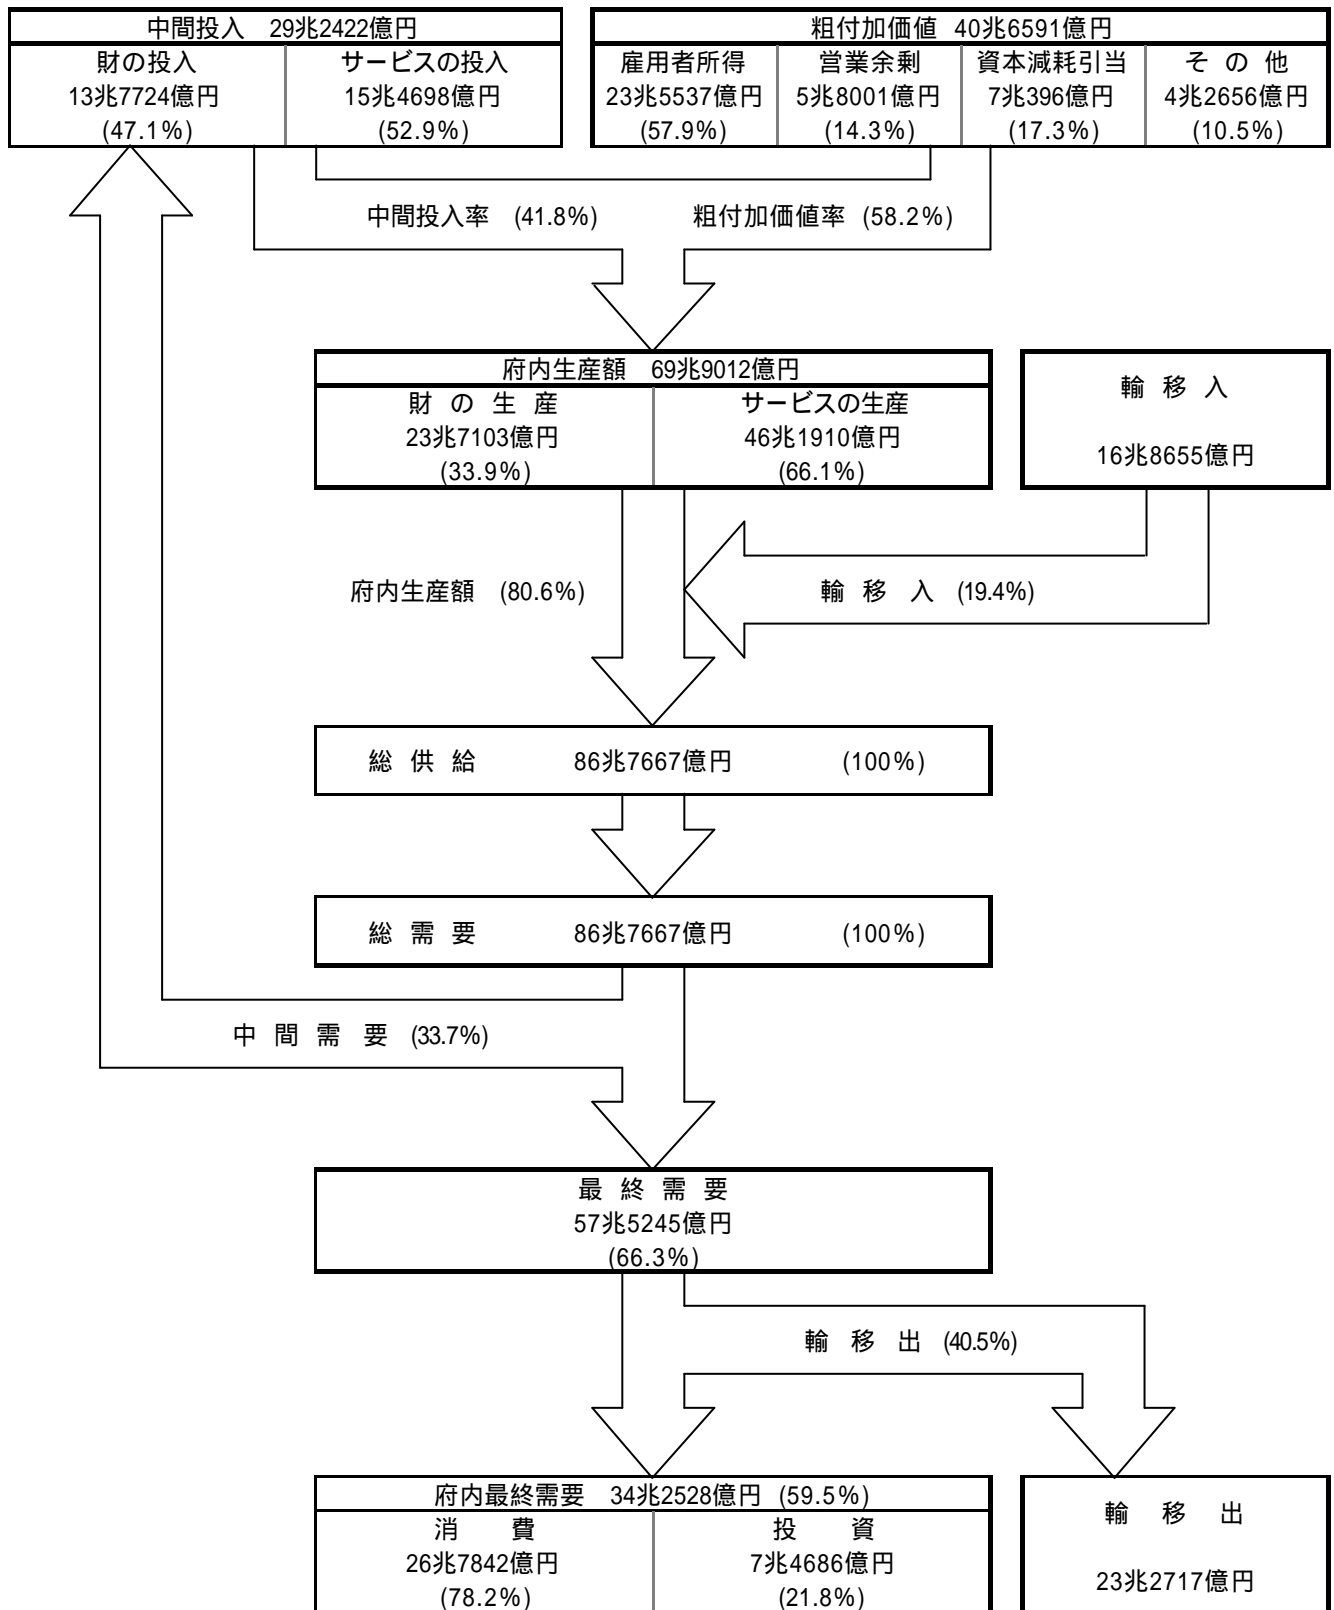 中間投入 29兆2422億円
財の投入 サービスの投入
13兆7724億円 15兆4698億円
(47.1%) (52.9%)
粗付加価値 40兆6591億円
雇用者所得 営業余剰 資本減耗引当 そ の 他
23兆5537億円 5兆8001億円 7兆396億円 4兆2656億円
(57.9%) (14.3%) (17.3%) (10.5%)
中間投入率 (41.8%) 粗付加価値率 (58.2%)
府内生産額 69兆9012億円
財 の 生 産 サービスの生産
23兆7103億円 46兆1910億円
(33.9%) (66.1%)
輸 移 入
16兆8655億円
府内生産額 (80.6%) 輸 移 入 (19.4%)
総 供 給 86兆7667億円 (100%)
総 需 要 86兆7667億円 (100%)
中 間 需 要 (33.7%)
最 終 需 要
57兆5245億円
(66.3%)
輸 移 出 (40.5%)
府内最終需要 34兆2528億円 (59.5%)
消 費 投 資
26兆7842億円 7兆4686億円
(78.2%) (21.8%)
輸 移 出
23兆2717億円